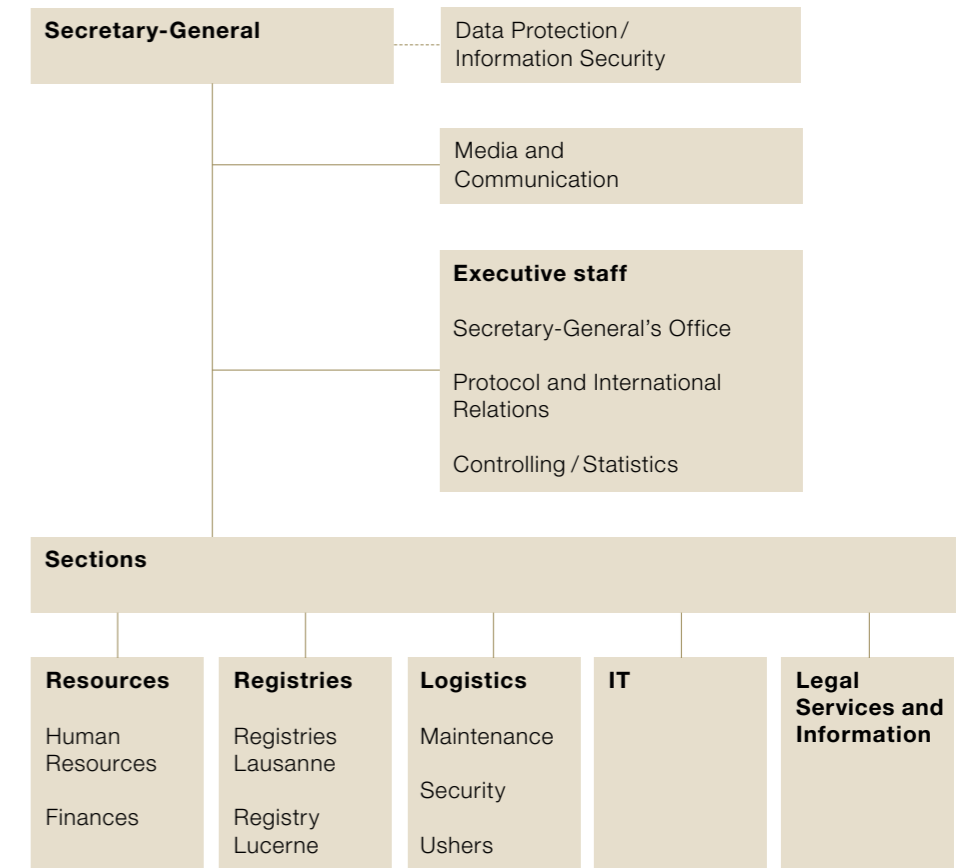 Secretary-General
Data Protection/
Information Security
Media and
Communication
Executive staff
Secretary-General’s Office
Protocol and International
Relations
Controlling / Statistics
Sections
Resources
Human
Resources
Finances
Registries
Registries
Lausanne
Registry
Lucerne
Logistics
Maintenance
Security
Ushers
IT
Legal
Services and
Information